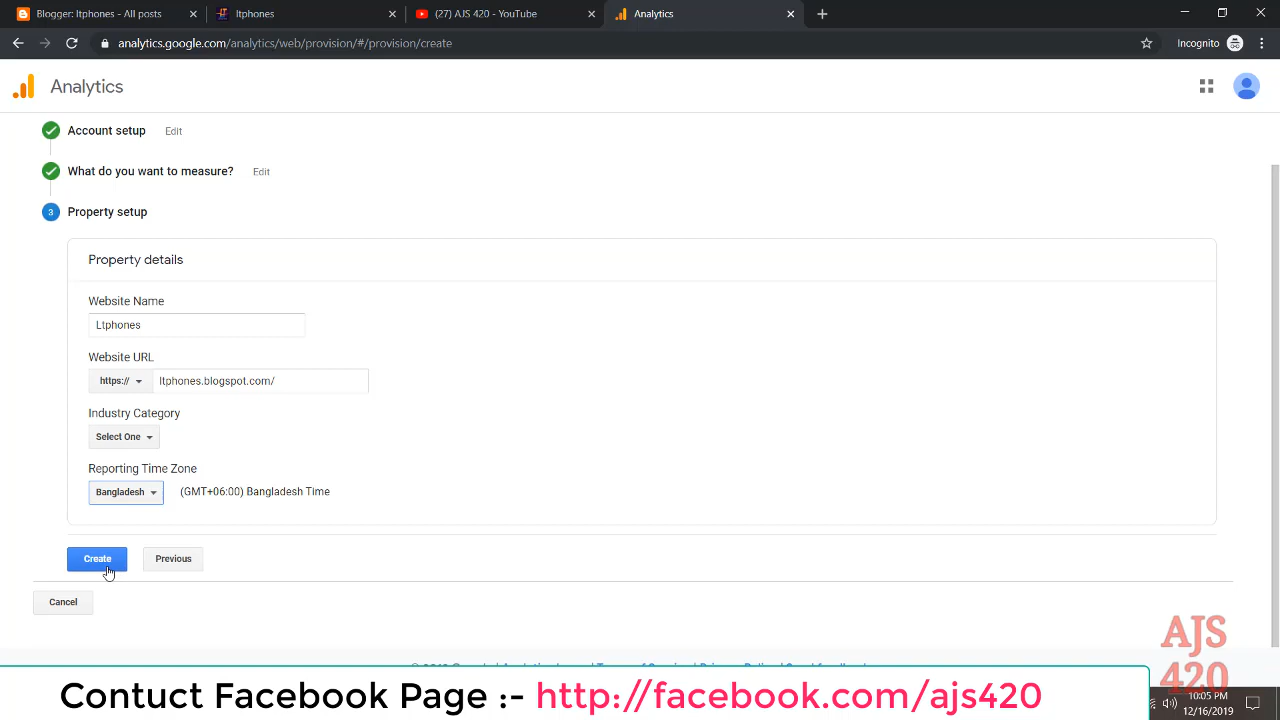 Blogger: ltphones - All posts
ltphones
(27) AJS 420 - YouTube
Analytics
analytics.google.com/analytics/web/provision/#/provision/create
Incognito
Analytics
Account setup Edit
What do you want to measure? Edit
3 Property setup
Property details
Website Name
Ltphones
Website URL
https:// ltphones.blogspot.com/
Industry Category
Select One
Reporting Time Zone
Bangladesh (GMT+06:00) Bangladesh Time
Create Previous
Cancel
AJS
420
Contuct Facebook Page :- http://facebook.com/ajs420
10:05 PM
12/16/2019